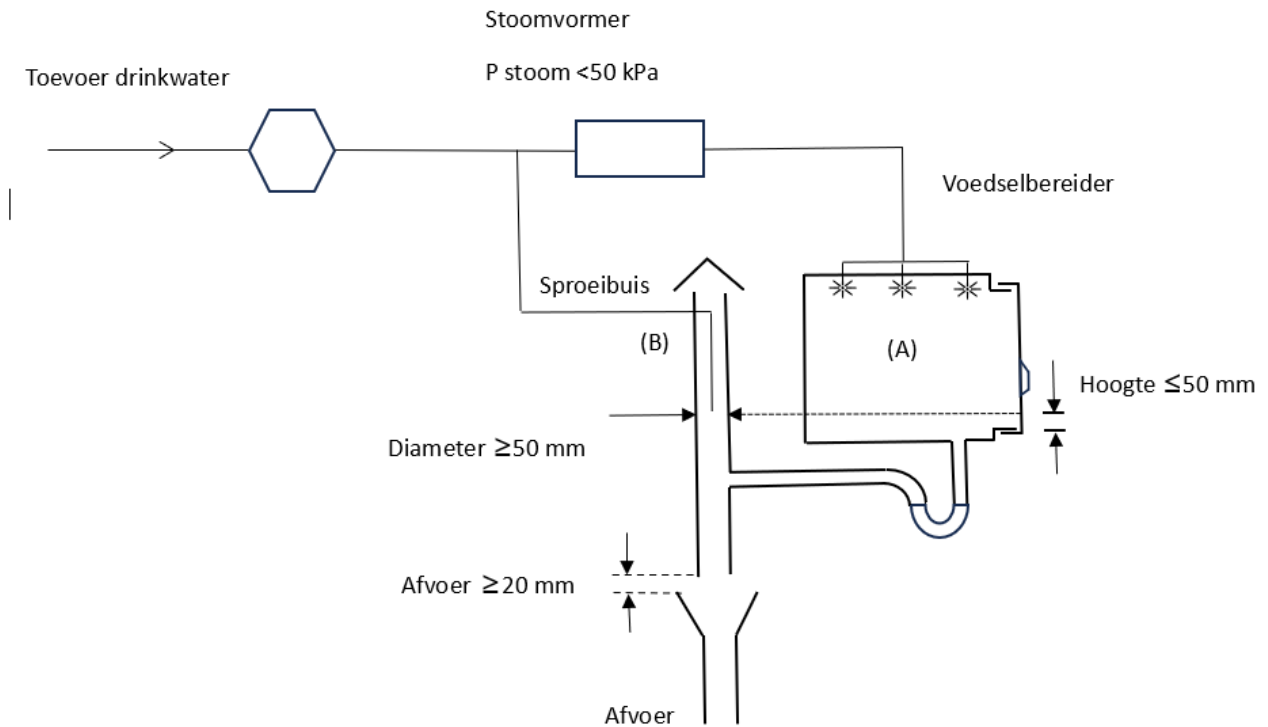 Stoomvormer
P stoom <50 kPa
Toevoer drinkwater
Voedselbereider
Sproeibuis
(B)
(A)
Hoogte ≤50 mm
Diameter ≥50 mm
Afvoer ≥20 mm
Afvoer